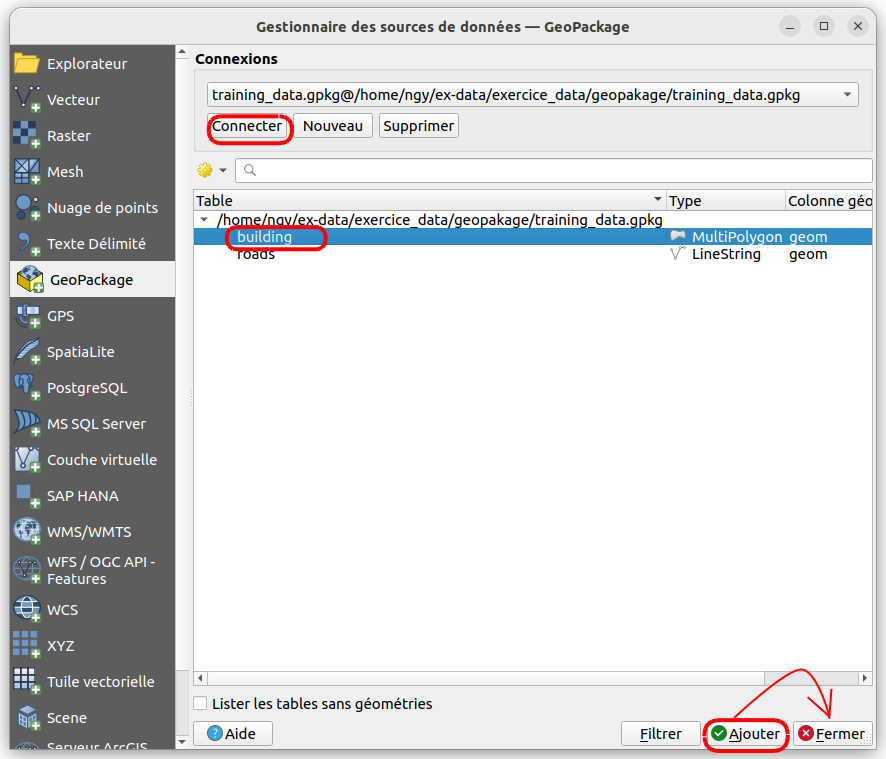 Gestionnaire des sources de données — GeoPackage
Explorateur
Vecteur
Raster
Mesh
Nuage de points
Texte Délimité
GeoPackage
GPS
SpatiaLite
PostgreSQL
MS SQL Server
Couche virtuelle
SAP HANA
WMS/WMTS
WFS / OGC API -
Features
WCS
XYZ
Tuile vectorielle
Scene
Serveur ArcGIS
Connexions
training_data.gpkg@/home/ngy/ex-data/exercice_data/geopakage/training_data.gpkg
Connecter Nouveau Supprimer
Table Type Colonne géo
/home/ngy/ex-data/exercice_data/geopakage/training_data.gpkg
building MultiPolygon geom
roads LineString geom
Lister les tables sans géométries
Aide Filtrer Ajouter Fermer